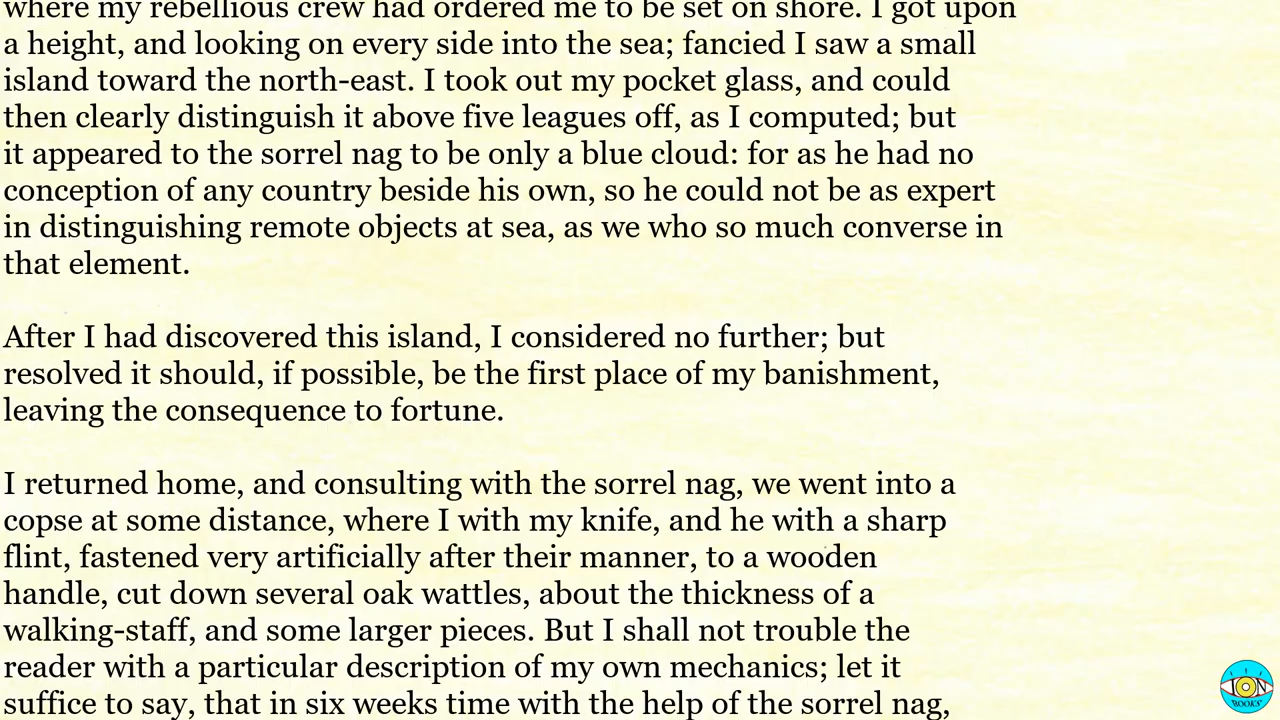 where my rebellious crew had ordered me to be set on shore. I got upon
a height, and looking on every side into the sea; fancied I saw a small
island toward the north-east. I took out my pocket glass, and could
then clearly distinguish it above five leagues off, as I computed; but
it appeared to the sorrel nag to be only a blue cloud: for as he had no
conception of any country beside his own, so he could not be as expert
in distinguishing remote objects at sea, as we who so much converse in
that element.
After I had discovered this island, I considered no further; but
resolved it should, if possible, be the first place of my banishment,
leaving the consequence to fortune.
I returned home, and consulting with the sorrel nag, we went into a
copse at some distance, where I with my knife, and he with a sharp
flint, fastened very artificially after their manner, to a wooden
handle, cut down several oak wattles, about the thickness of a
walking-staff, and some larger pieces. But I shall not trouble the
reader with a particular description of my own mechanics; let it
suffice to say, that in six weeks time with the help of the sorrel nag,
ION
BOOKS